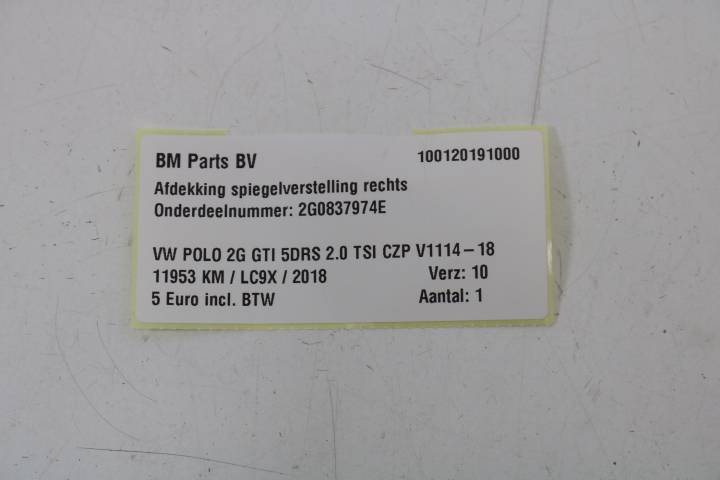 BM Parts BV 100120191000
Afdekking spiegelverstelling rechts
Onderdeelnummer: 2G0837974E
VW POLO 2G GTI 5DRS 2.0 TSI CZP V1114-18
11953 KM / LC9X / 2018 Verz: 10
5 Euro incl. BTW Aantal: 1